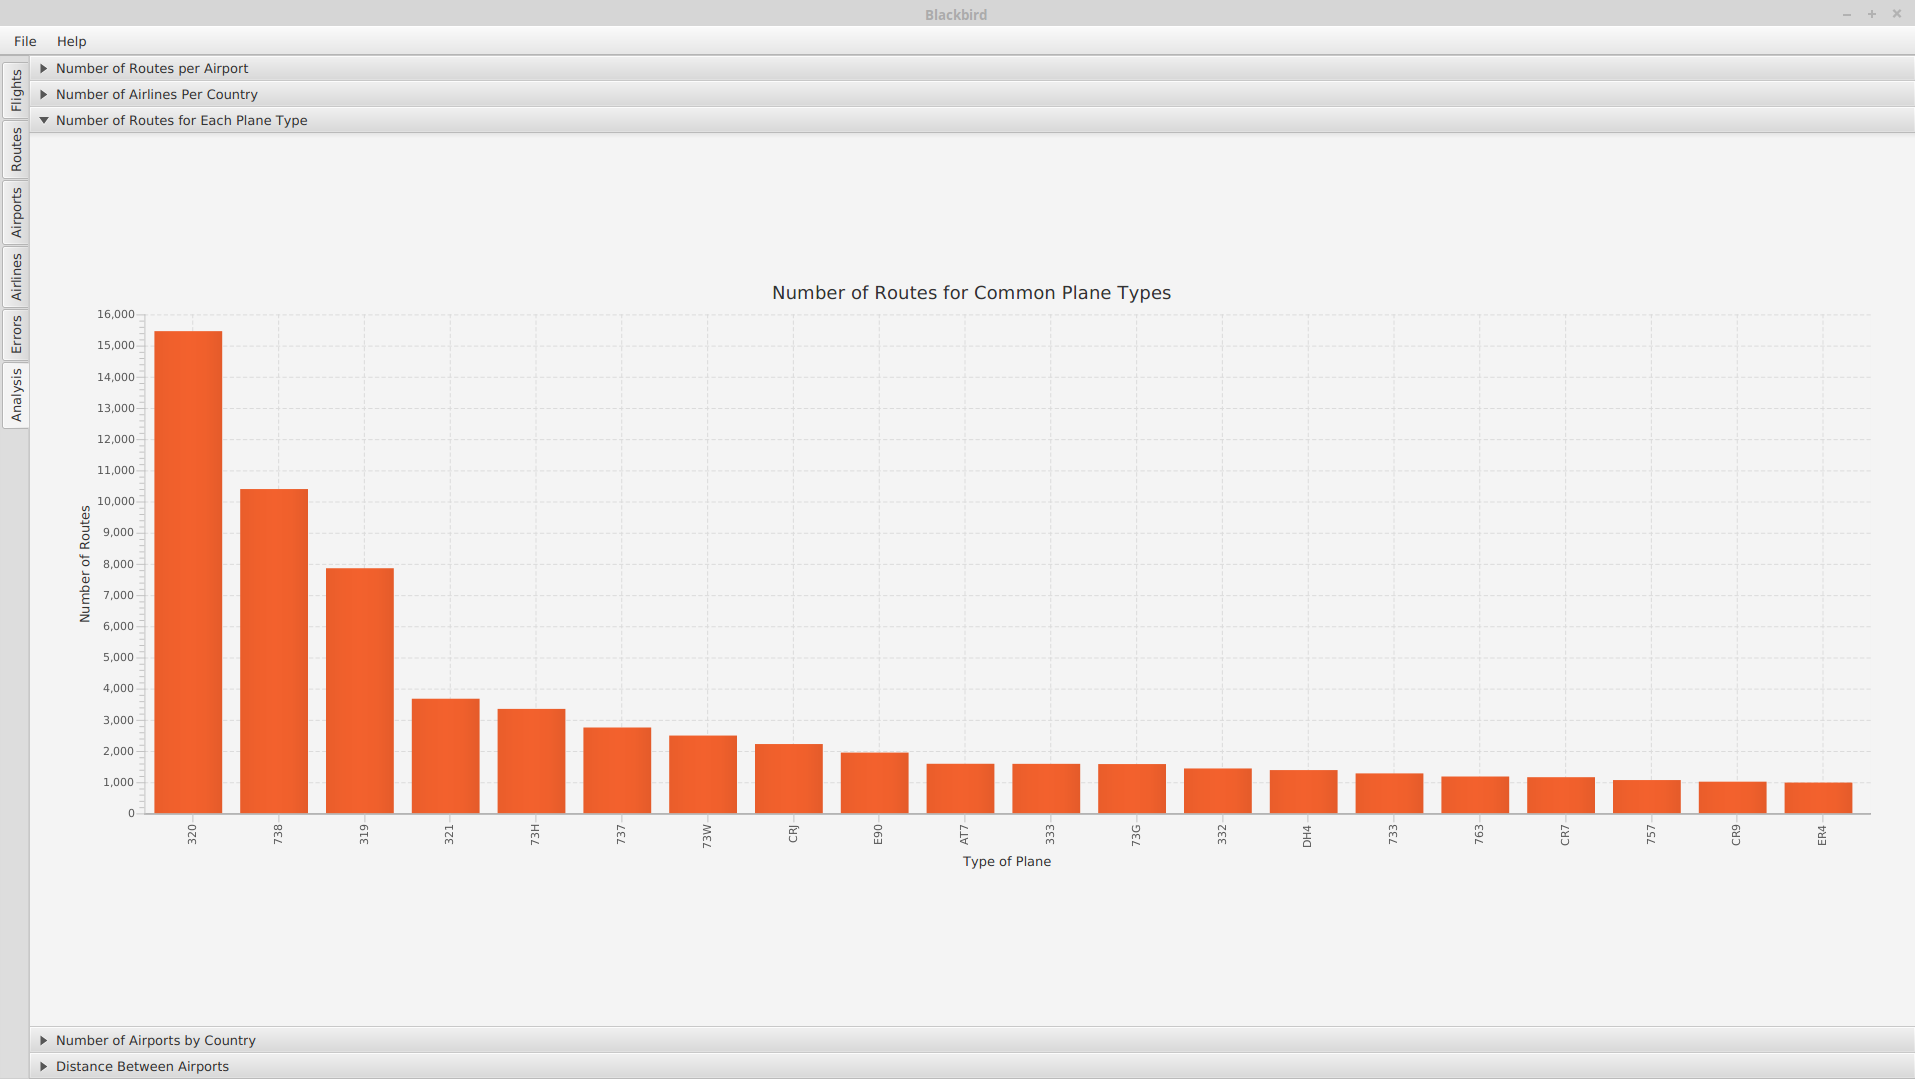 Blackbird
File Help
Flights
Routes
Airports
Airlines
Errors
Analysis
Number of Routes per Airport
Number of Airlines Per Country
Number of Routes for Each Plane Type
Number of Routes for Common Plane Types
Number of Routes
16,000
15,000
14,000
13,000
12,000
11,000
10,000
9,000
8,000
7,000
6,000
5,000
4,000
3,000
2,000
1,000
0
320 738 319 321 73H 737 73W CRJ E90 AT7 333 73G 332 DH4 733 763 CR7 757 CR9 ER4
Type of Plane
Number of Airports by Country
Distance Between Airports